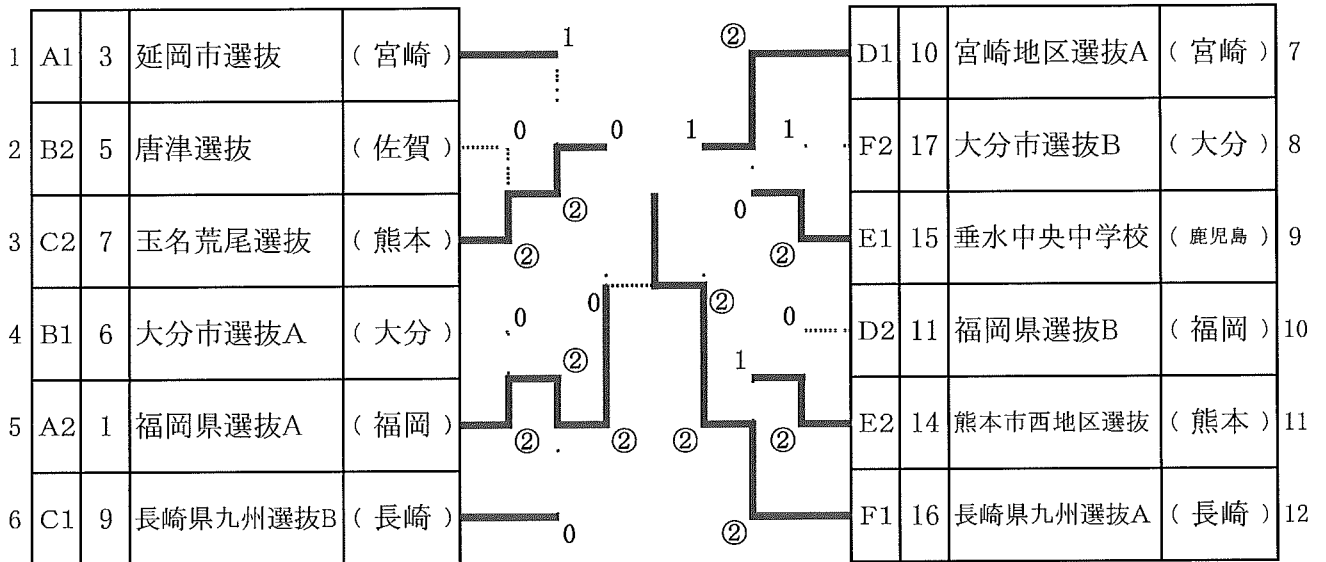 1 A1 3 延岡市選抜 ( 宮崎 )
2 B2 5 唐津選抜 ( 佐賀 )
3 C2 7 玉名荒尾選抜 ( 熊本 )
4 B1 6 大分市選抜A ( 大分 )
5 A2 1 福岡県選抜A ( 福岡 )
6 C1 9 長崎県九州選抜B ( 長崎 )
1
0
0
②
②
0
0
②
②
②
0
②
1
1
0
②
②
0
1
②
②
②
D1 10 宮崎地区選抜A ( 宮崎 ) 7
F2 17 大分市選抜B ( 大分 ) 8
E1 15 垂水中央中学校 ( 鹿児島 ) 9
D2 11 福岡県選抜B ( 福岡 ) 10
E2 14 熊本市西地区選抜 ( 熊本 ) 11
F1 16 長崎県九州選抜A ( 長崎 ) 12